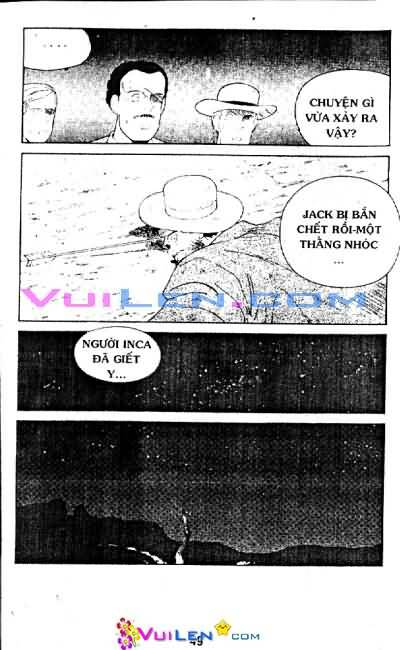 ....
CHUYỆN GÌ
VỪA XẢY RA
VẬY?
JACK BỊ BẮN
CHẾT RỒI-MỘT
THẰNG NHÓC
...
VUILEN.COM
NGƯỜI INCA
ĐÃ GIẾT
Y...
VUILEN.COM
49